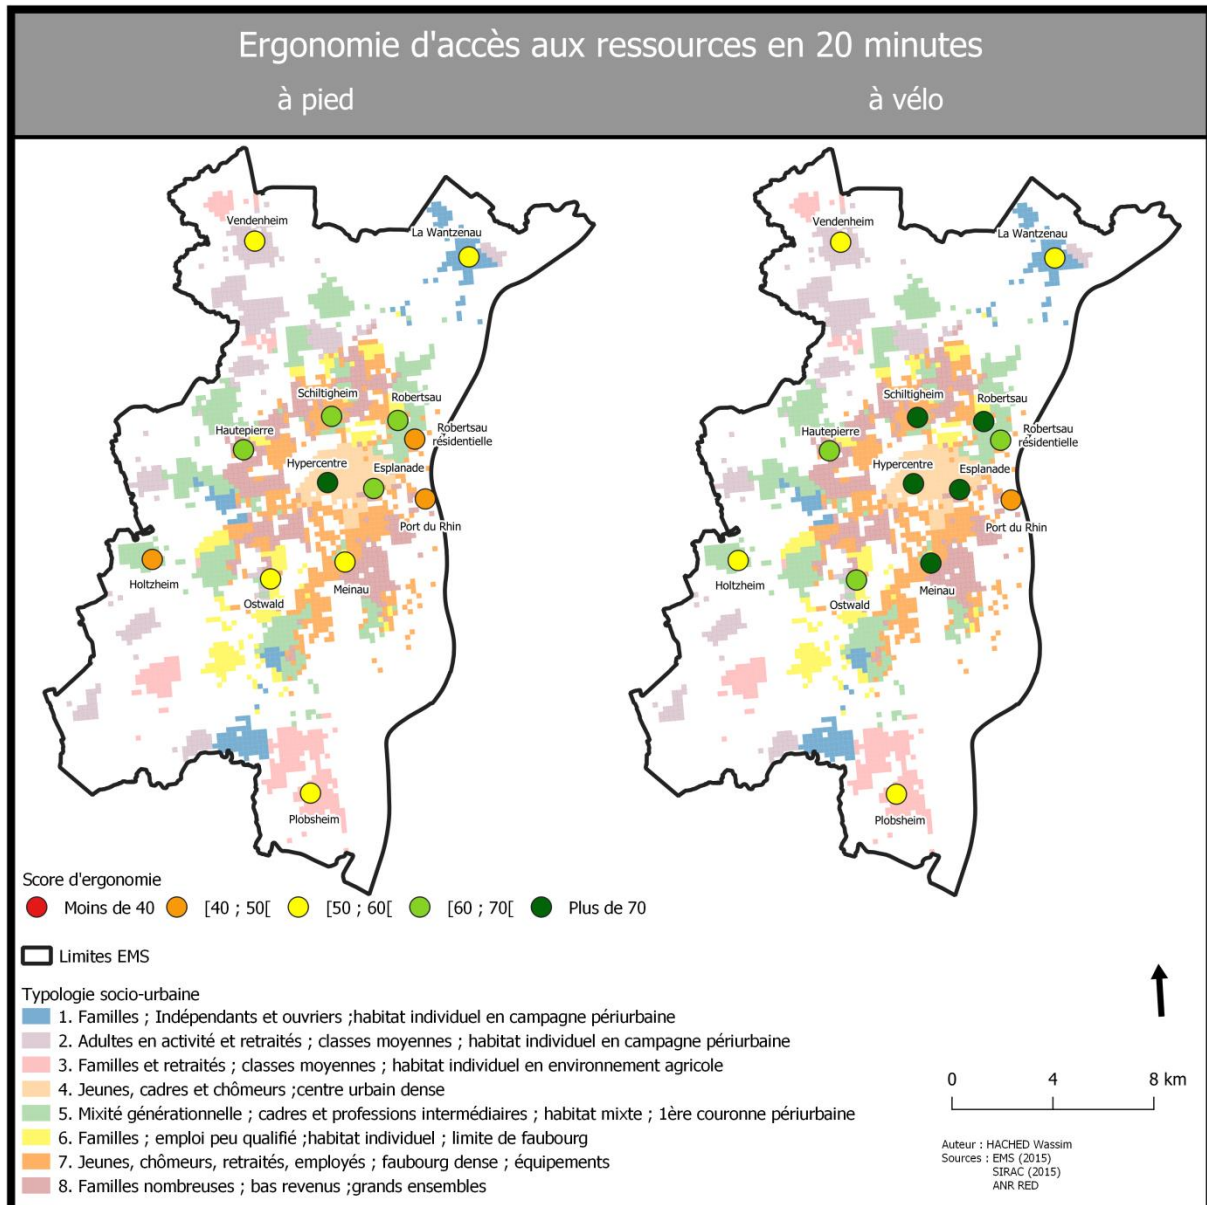 Ergonomie d'accès aux ressources en 20 minutes
à pied
à vélo
Vendenheim
La Wantzenau
Schiltigheim
Robertsau
Robertsau
résidentielle
Hautepierre
Hypercentre
Esplanade
Port du Rhin
Holtzheim
Ostwald
Meinau
Plobsheim
Vendenheim
La Wantzenau
Schiltigheim
Robertsau
Robertsau
résidentielle
Hautepierre
Hypercentre
Esplanade
Port du Rhin
Holtzheim
Ostwald
Meinau
Plobsheim
Score d'ergonomie
Moins de 40 [40 ; 50[ [50 ; 60[ [60 ; 70[ Plus de 70
Limites EMS
Typologie socio-urbaine
1. Familles ; Indépendants et ouvriers ;habitat individuel en campagne périurbaine
2. Adultes en activité et retraités ; classes moyennes ; habitat individuel en campagne périurbaine
3. Familles et retraités ; classes moyennes ; habitat individuel en environnement agricole
4. Jeunes, cadres et chômeurs ;centre urbain dense
5. Mixité générationnelle ; cadres et professions intermédiaires ; habitat mixte ; 1ère couronne périurbaine
6. Familles ; emploi peu qualifié ;habitat individuel ; limite de faubourg
7. Jeunes, chômeurs, retraités, employés ; faubourg dense ; équipements
8. Familles nombreuses ; bas revenus ;grands ensembles
0 4 8 km
Auteur : HACHED Wassim
Sources : EMS (2015)
SIRAC (2015)
ANR RED